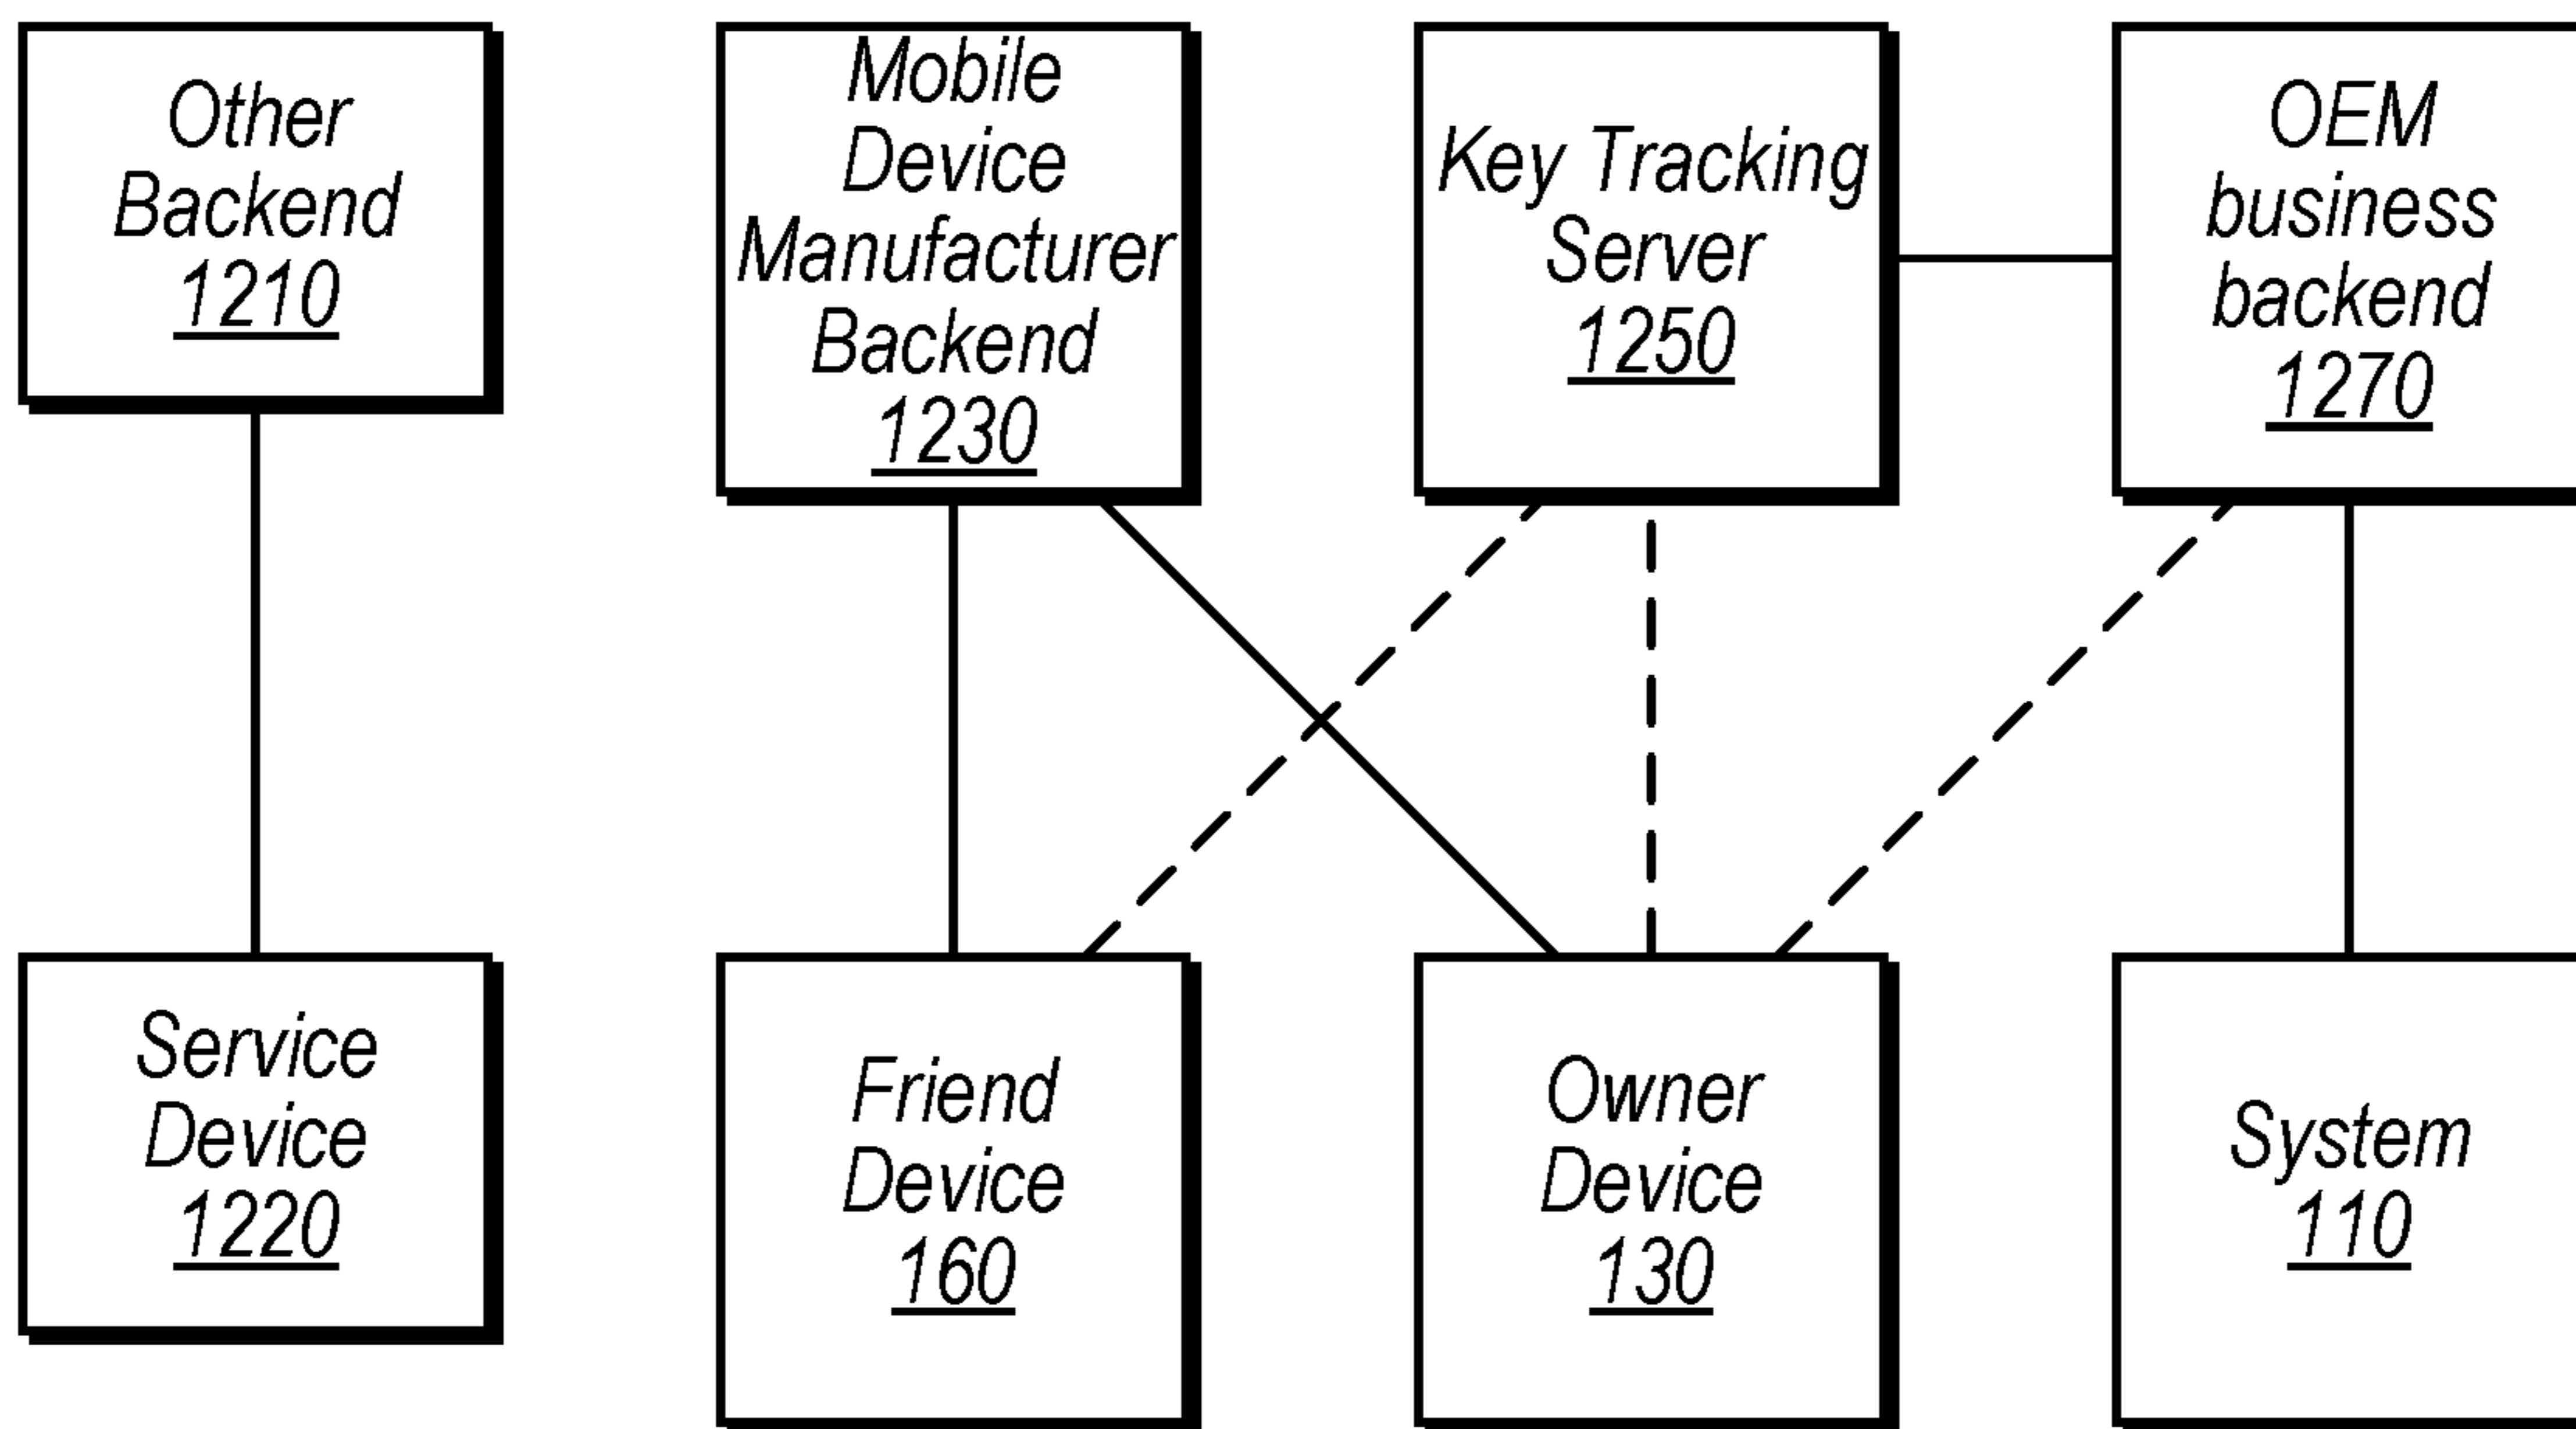 Other
Backend
1210
Mobile
Device
Manufacturer
Backend
1230
Key Tracking
Server
1250
OEM
business
backend
1270
Service
Device
1220
Friend
Device
160
Owner
Device
130
System
110